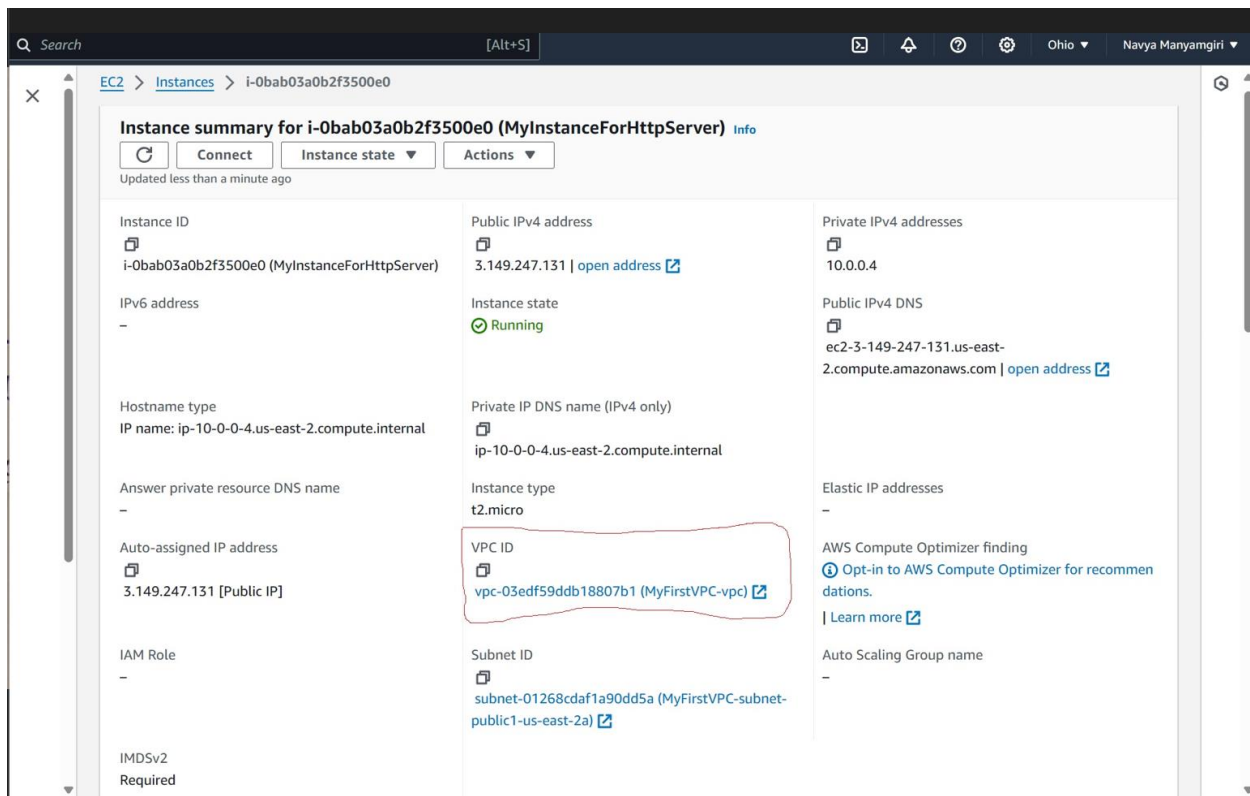 Search [Alt+S] Ohio Navya Manyamgiri
EC2 > Instances > i-0bab03a0b2f3500e0
Instance summary for i-0bab03a0b2f3500e0 (MyInstanceForHttpServer) Info
Connect Instance state Actions
Updated less than a minute ago
Instance ID
i-0bab03a0b2f3500e0 (MyInstanceForHttpServer)
Public IPv4 address
3.149.247.131 | open address
Private IPv4 addresses
10.0.0.4
IPv6 address
–
Instance state
Running
Public IPv4 DNS
ec2-3-149-247-131.us-east-
2.compute.amazonaws.com | open address
Hostname type
IP name: ip-10-0-0-4.us-east-2.compute.internal
Private IP DNS name (IPv4 only)
ip-10-0-0-4.us-east-2.compute.internal
Answer private resource DNS name
–
Instance type
t2.micro
Elastic IP addresses
–
Auto-assigned IP address
3.149.247.131 [Public IP]
VPC ID
vpc-03edf59ddb18807b1 (MyFirstVPC-vpc)
AWS Compute Optimizer finding
Opt-in to AWS Compute Optimizer for recommen
dations.
| Learn more
IAM Role
–
Subnet ID
subnet-01268cdaf1a90dd5a (MyFirstVPC-subnet-
public1-us-east-2a)
Auto Scaling Group name
–
IMDSv2
Required